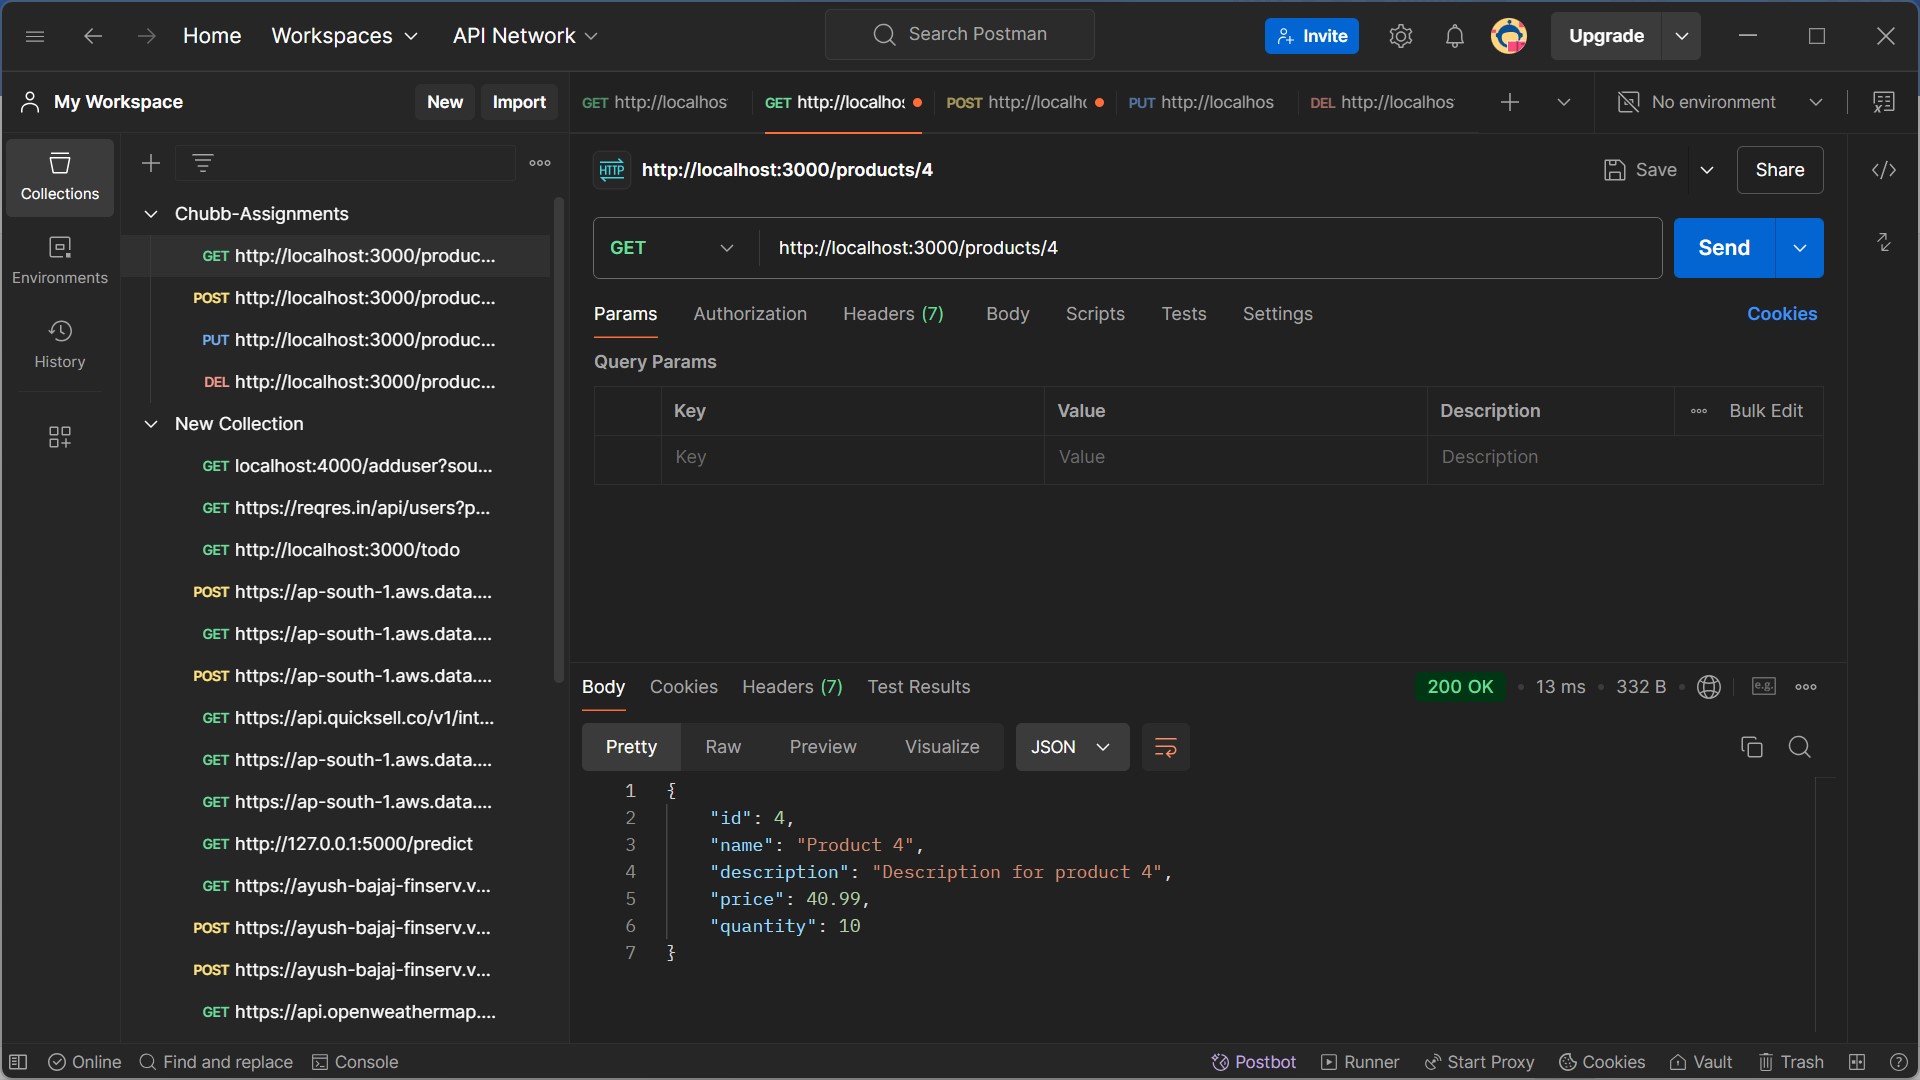 Home Workspaces API Network Search Postman Invite Upgrade
My Workspace New Import
GET http://localhos GET http://localhos POST http://localh PUT http://localhos DEL http://localhos No environment
Collections
Environments
History
Chubb-Assignments
GET http://localhost:3000/produc...
POST http://localhost:3000/produc...
PUT http://localhost:3000/produc...
DEL http://localhost:3000/produc...
New Collection
GET localhost:4000/adduser?sou...
GET https://reqres.in/api/users?p...
GET http://localhost:3000/todo
POST https://ap-south-1.aws.data....
GET https://ap-south-1.aws.data....
POST https://ap-south-1.aws.data....
GET https://api.quicksell.co/v1/int...
GET https://ap-south-1.aws.data....
GET https://ap-south-1.aws.data....
GET http://127.0.0.1:5000/predict
GET https://ayush-bajaj-finserv.v...
POST https://ayush-bajaj-finserv.v...
POST https://ayush-bajaj-finserv.v...
GET https://api.openweathermap....
HTTP http://localhost:3000/products/4 Save Share
GET http://localhost:3000/products/4 Send
Params Authorization Headers (7) Body Scripts Tests Settings Cookies
Query Params
Key Value Description Bulk Edit
Key Value Description
Body Cookies Headers (7) Test Results 200 OK • 13 ms • 332 B • e.g.
Pretty Raw Preview Visualize JSON
1 {
2 "id": 4,
3 "name": "Product 4",
4 "description": "Description for product 4",
5 "price": 40.99,
6 "quantity": 10
7 }
Online Find and replace Console Postbot Runner Start Proxy Cookies Vault Trash